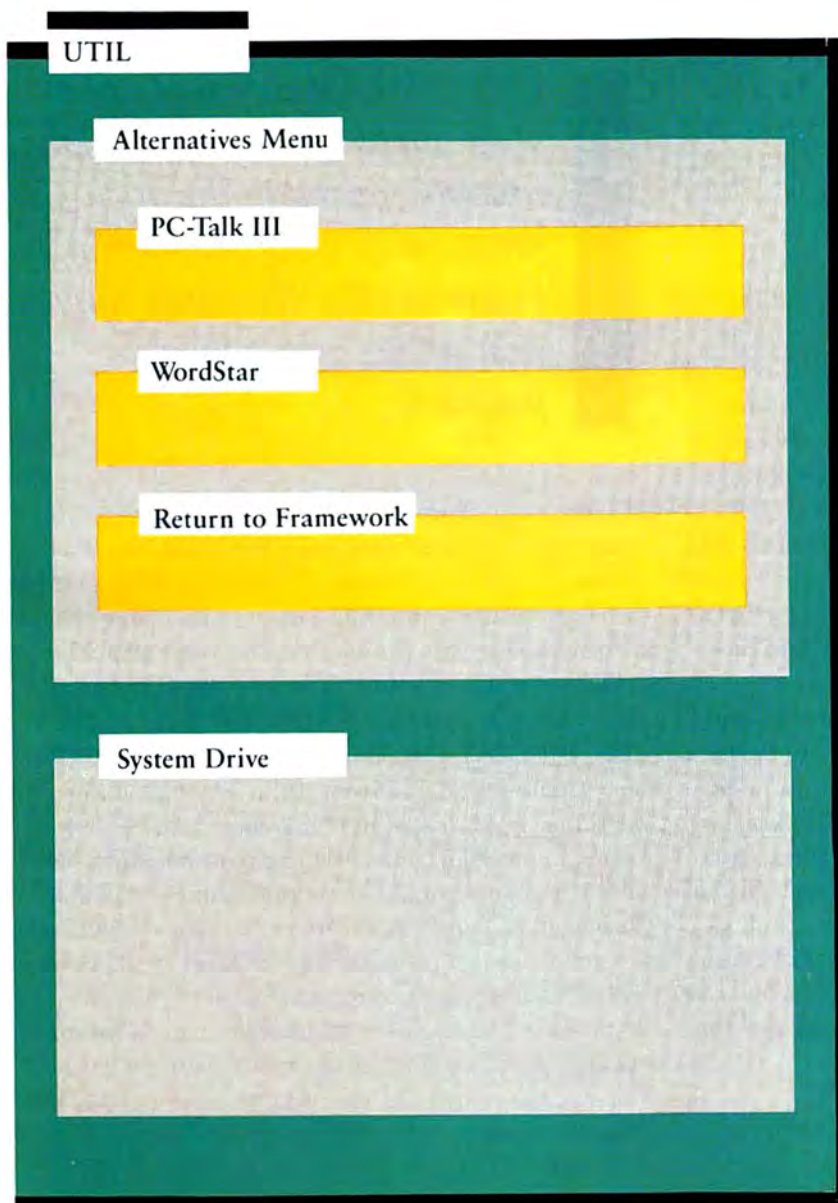 UTIL
Alternatives Menu
PC-Talk III
WordStar
Return to Framework
System Drive